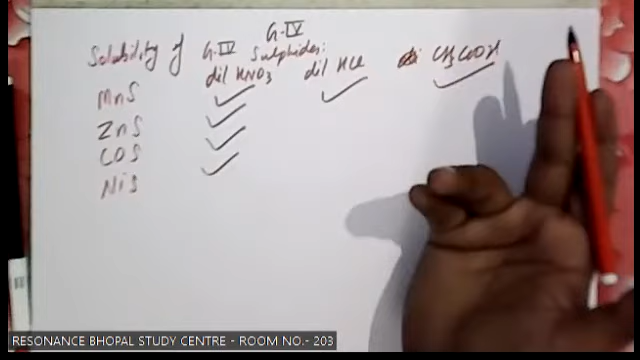 G-IV
Solubility of G-IV Sulphides:
dil HNO3 dil HCl CH3COOH
MnS
ZnS
COS
NiS
RESONANCE BHOPAL STUDY CENTRE - ROOM NO.- 203